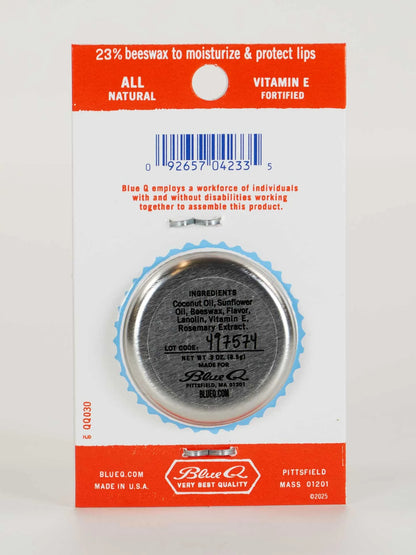 23% beeswax to moisturize & protect lips
ALL
NATURAL
VITAMIN E
FORTIFIED
0 92657 04233 5
Blue Q employs a workforce of individuals
with and without disabilities working
together to assemble this product.
INGREDIENTS
Coconut Oil, Sunflower
Oil, Beeswax, Flavor,
Lanolin, Vitamin E,
Rosemary Extract.
LOT CODE: 497574
NET WT .3 OZ. (8.5g)
MADE FOR
Blue Q
PITTSFIELD, MA 01201
BLUEQ.COM
QQ030
BLUEQ.COM
MADE IN U.S.A.
Blue Q
VERY BEST QUALITY
PITTSFIELD
MASS 01201
©2025